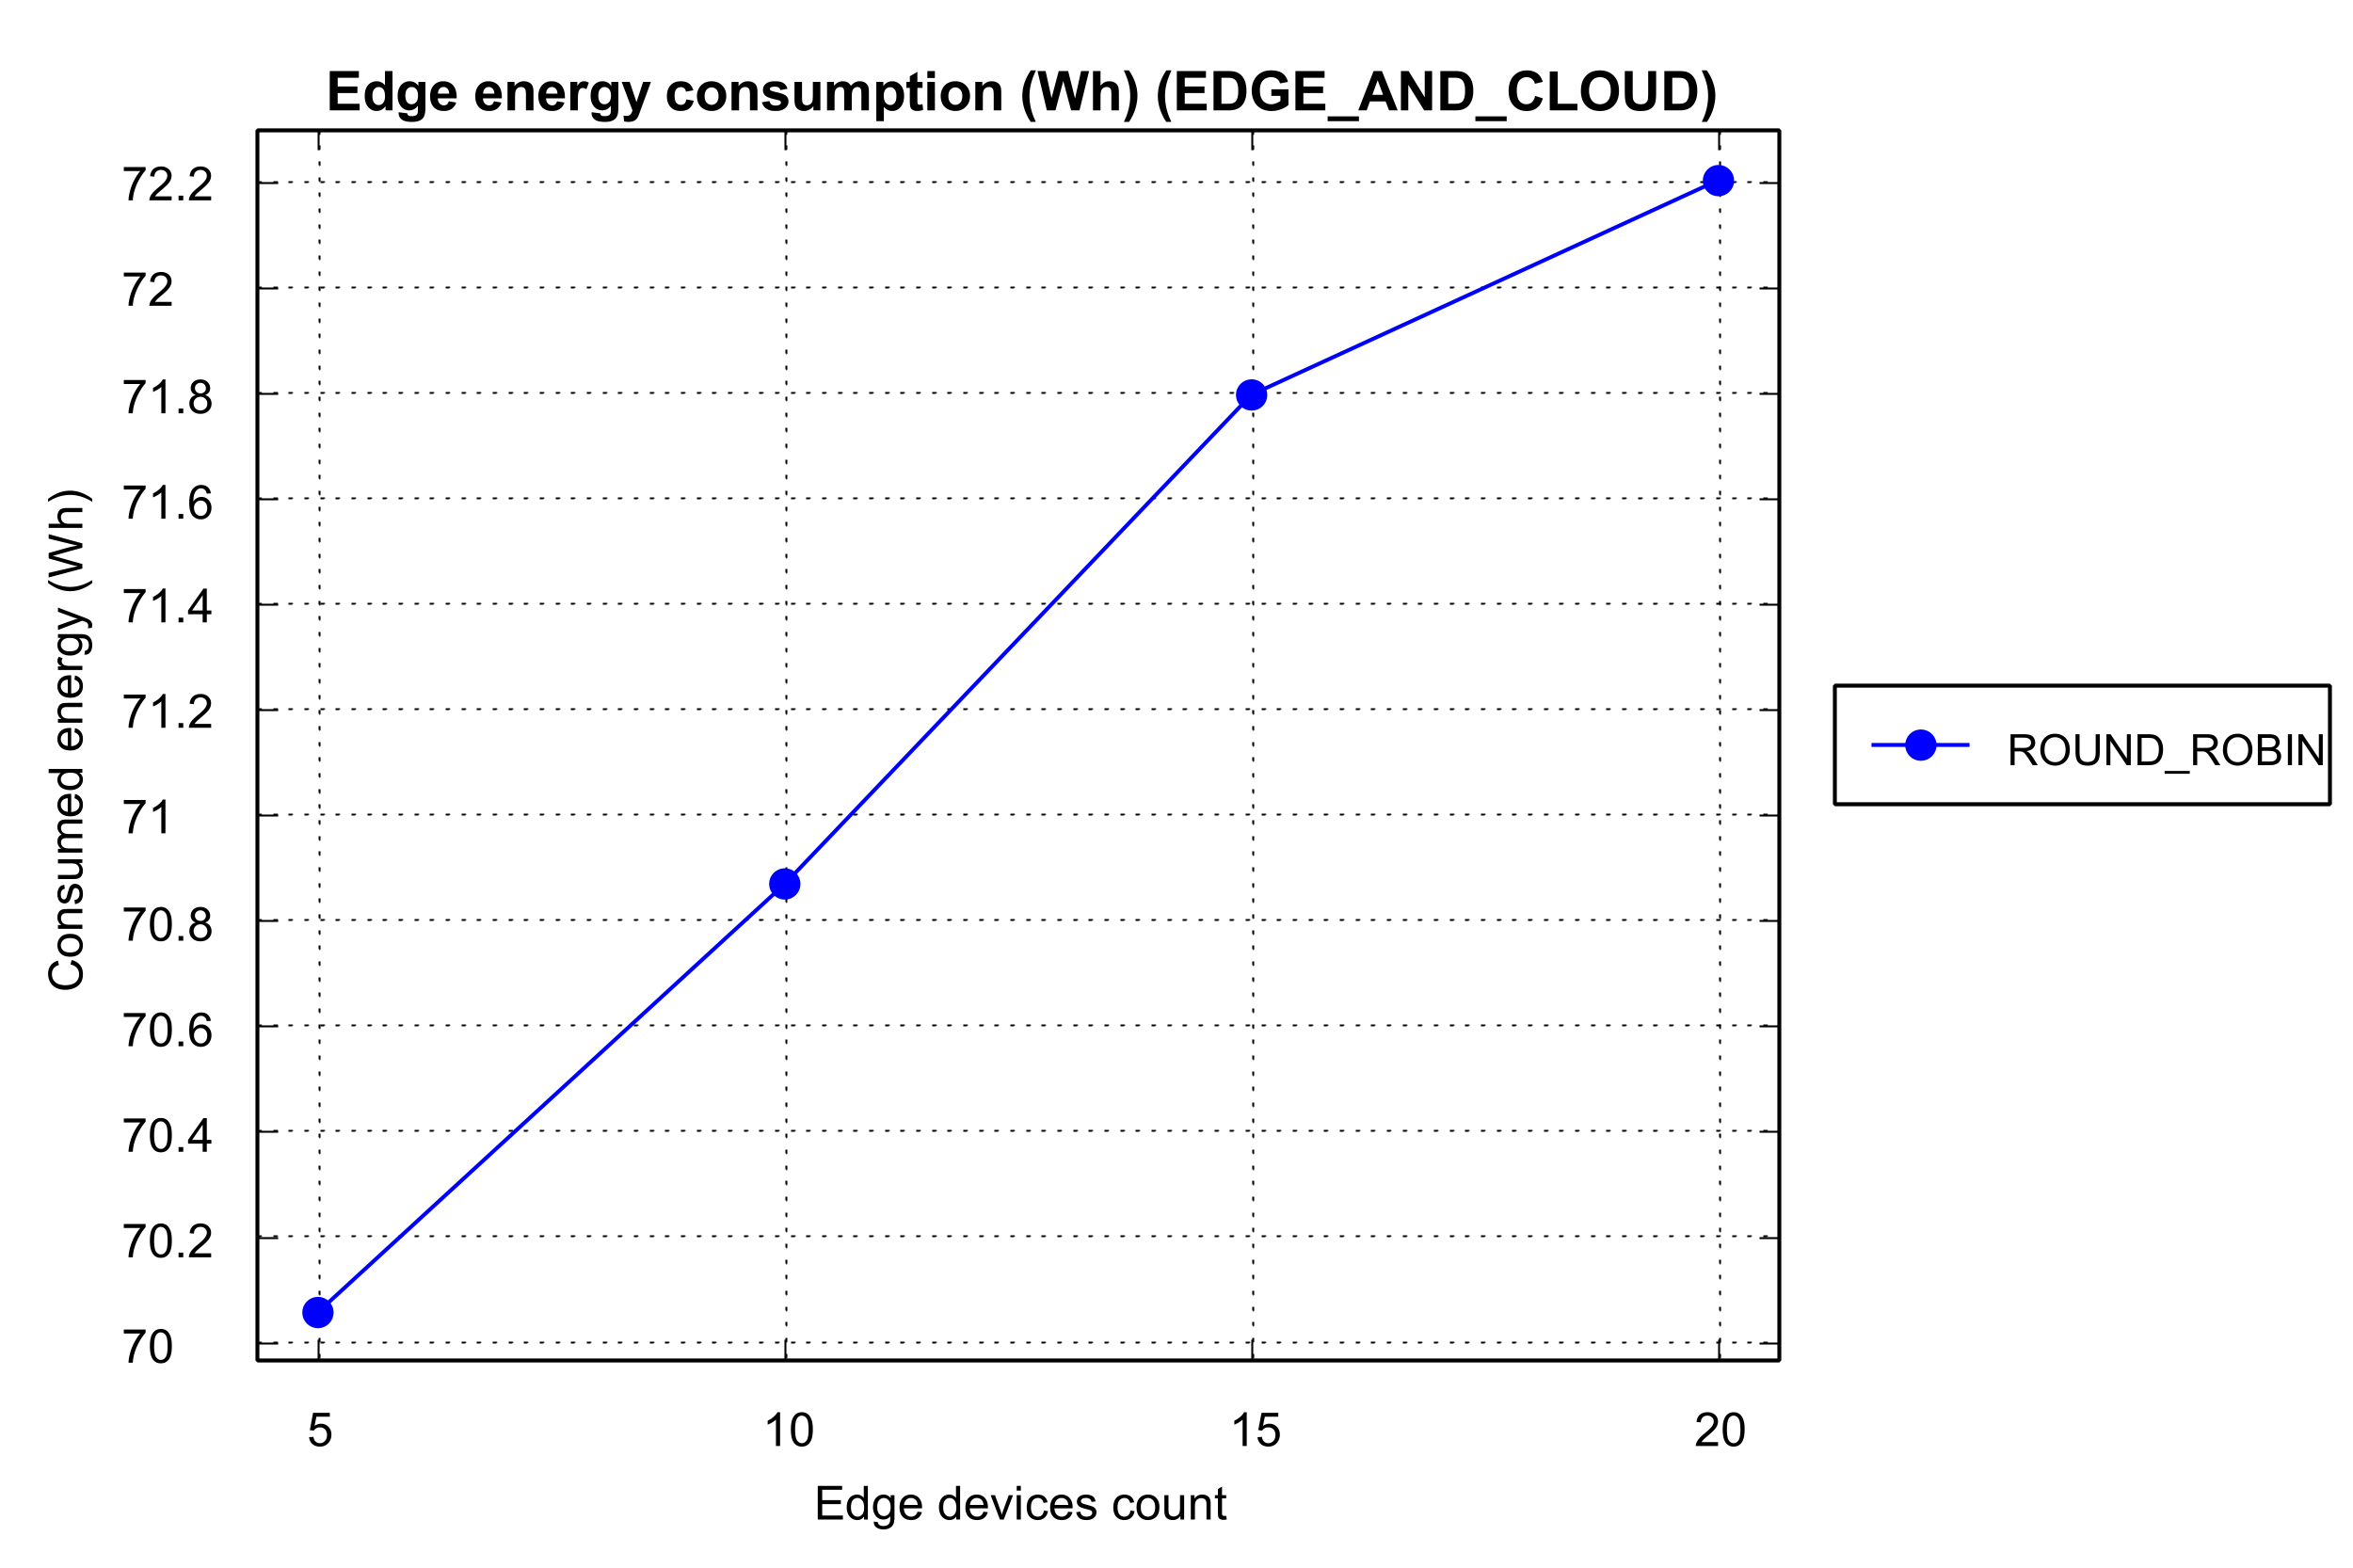 Edge energy consumption (Wh) (EDGE_AND_CLOUD)
72.2
72
71.8
71.6
71.4
71.2
71
70.8
70.6
70.4
70.2
70
Consumed energy (Wh)
5 10 15 20
Edge devices count
ROUND_ROBIN